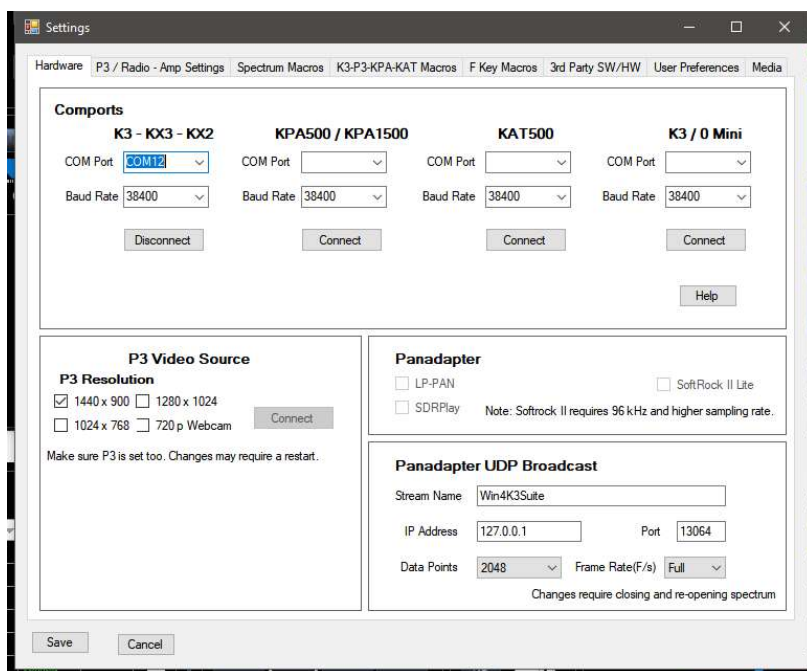 Settings
Hardware P3 / Radio - Amp Settings Spectrum Macros K3-P3-KPA-KAT Macros F Key Macros 3rd Party SW/HW User Preferences Media
Comports
K3 - KX3 - KX2 KPA500 / KPA1500 KAT500 K3 / 0 Mini
COM Port COM12 COM Port COM Port COM Port
Baud Rate 38400 Baud Rate 38400 Baud Rate 38400 Baud Rate 38400
Disconnect Connect Connect Connect
Help
P3 Video Source
P3 Resolution
1440 x 900 1280 x 1024
1024 x 768 720 p Webcam
Connect
Make sure P3 is set too. Changes may require a restart.
Panadapter
LP-PAN SoftRock II Lite
SDRPlay Note: Softrock II requires 96 kHz and higher sampling rate.
Panadapter UDP Broadcast
Stream Name Win4K3Suite
IP Address 127.0.0.1 Port 13064
Data Points 2048 Frame Rate(F/s) Full
Changes require closing and re-opening spectrum
Save Cancel